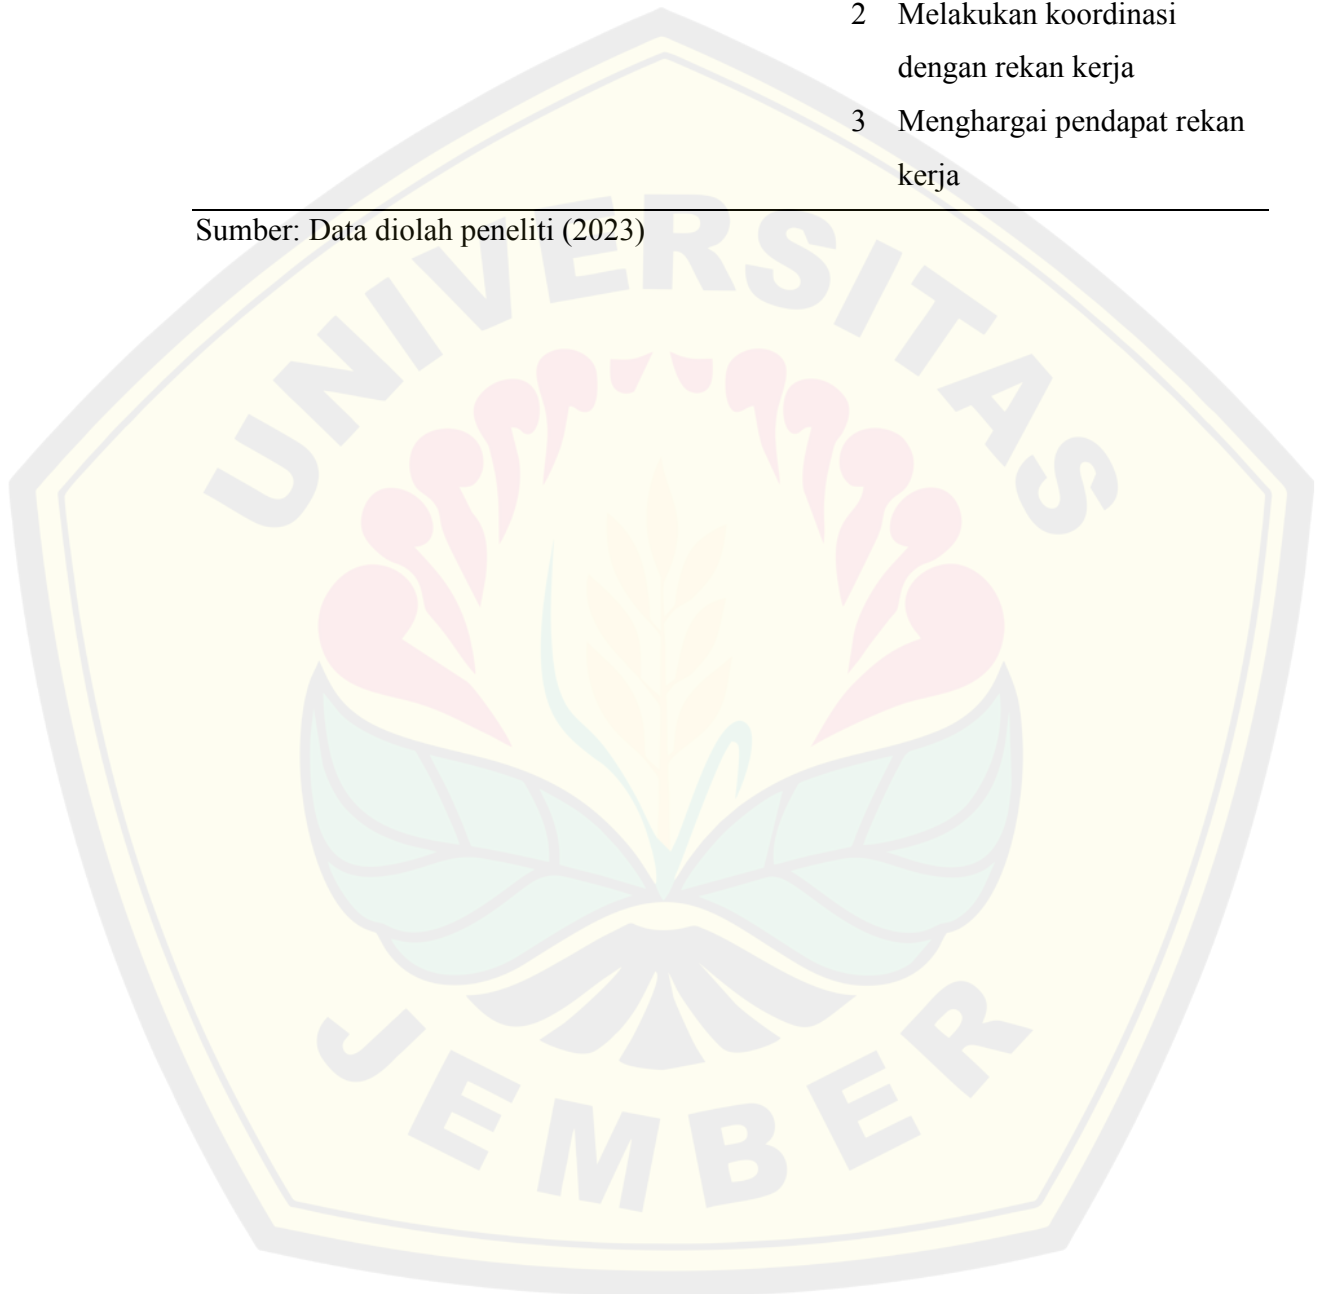 2 Melakukan koordinasi
dengan rekan kerja
3 Menghargai pendapat rekan
kerja
Sumber: Data diolah peneliti (2023)
UNIVERSITAS
JEMBER